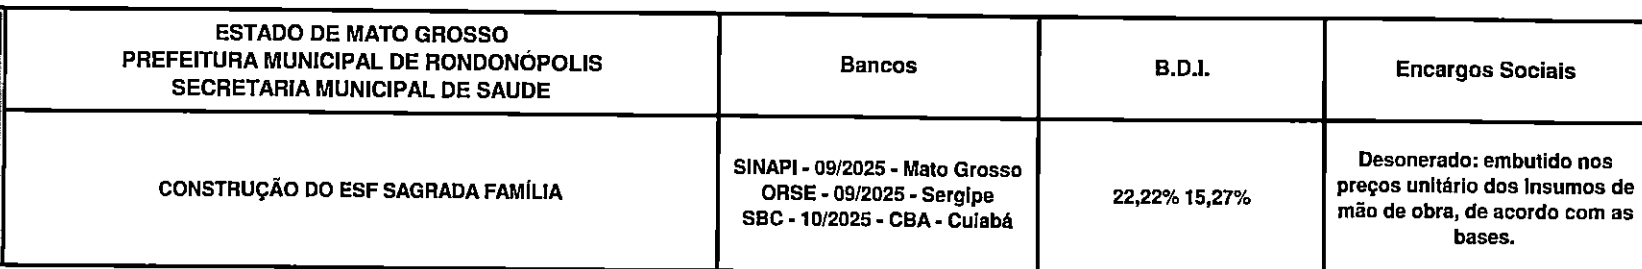 ESTADO DE MATO GROSSO
PREFEITURA MUNICIPAL DE RONDONÓPOLIS
SECRETARIA MUNICIPAL DE SAUDE
Bancos
B.D.I.
Encargos Sociais
CONSTRUÇÃO DO ESF SAGRADA FAMÍLIA
SINAPI - 09/2025 - Mato Grosso
ORSE - 09/2025 - Sergipe
SBC - 10/2025 - CBA - Cuiabá
22,22% 15,27%
Desonerado: embutido nos
preços unitário dos insumos de
mão de obra, de acordo com as
bases.